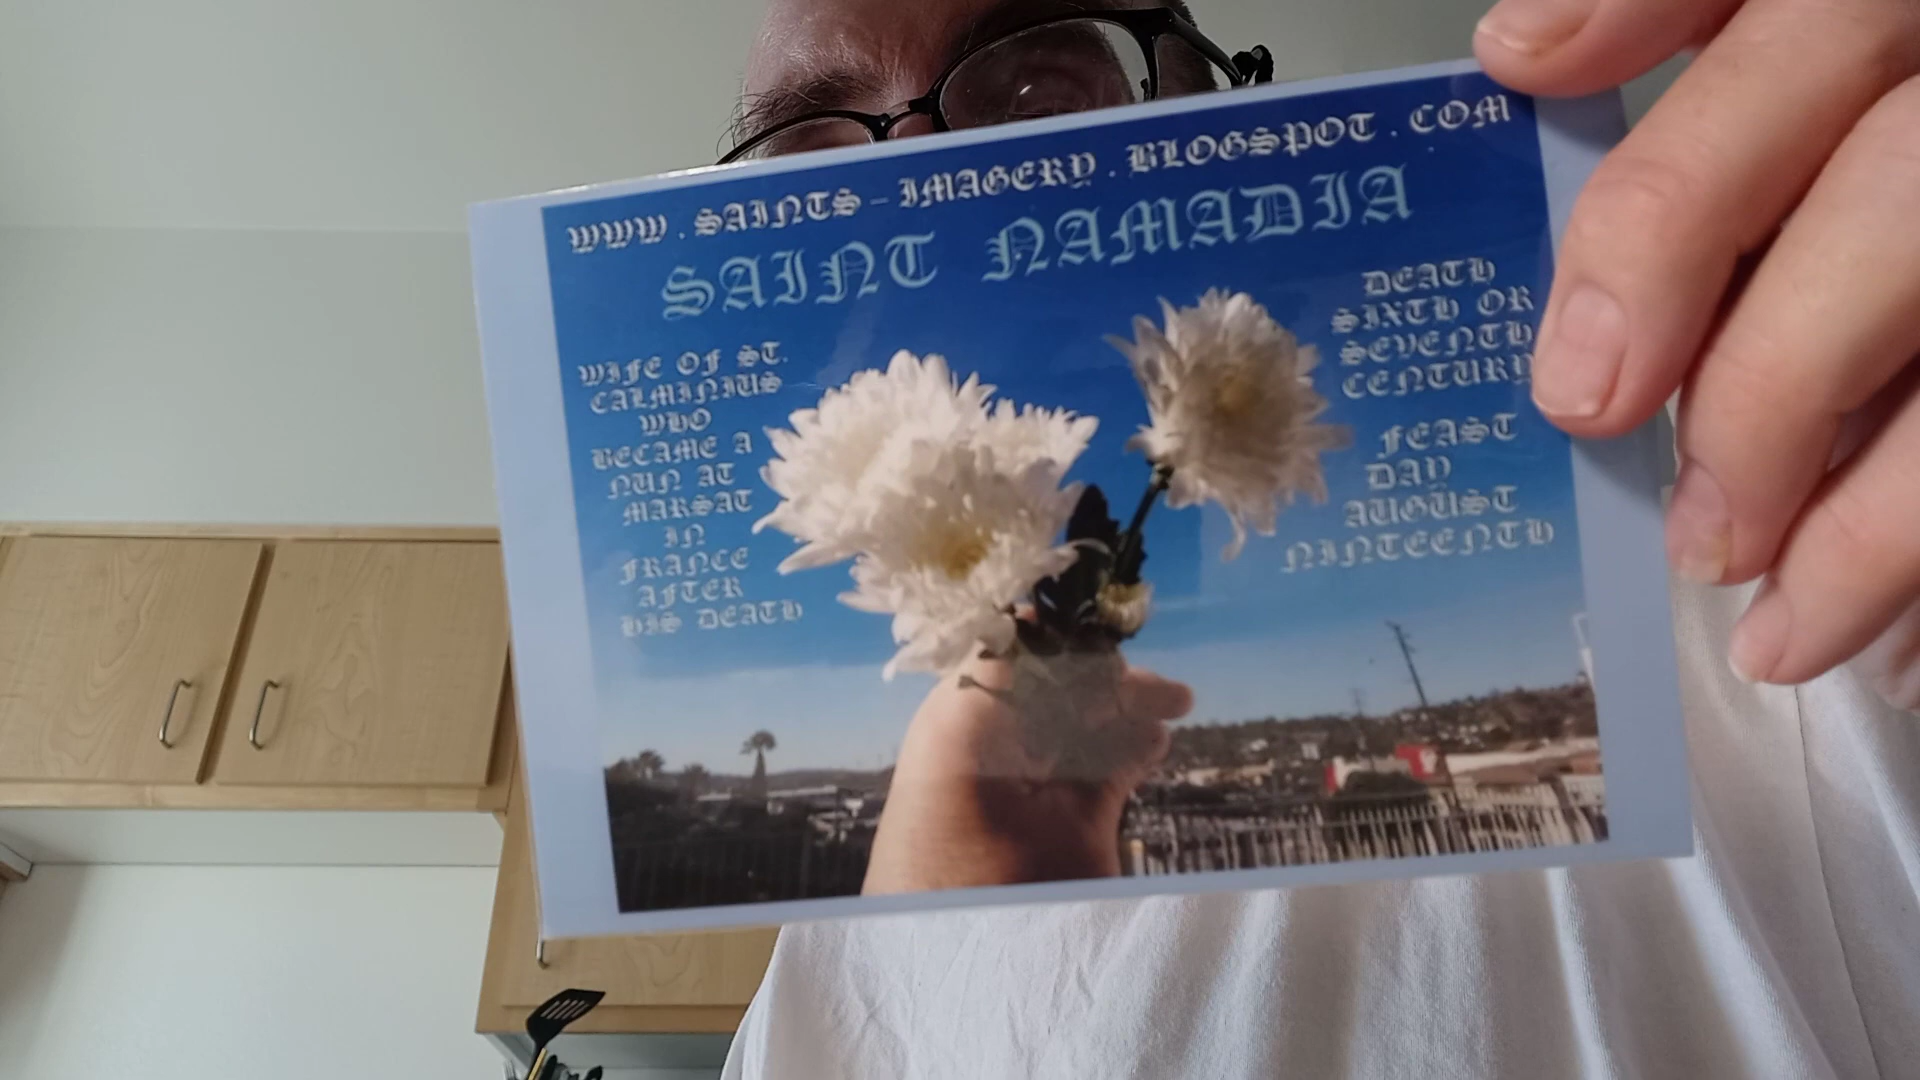 WWW.SAINTS-IMAGERY.BLOGSPOT.COM
SAINT NAMADIA
WIFE OF ST.
CALMINIUS
WHO
BECAME A
NUN AT
MARSAT
IN
FRANCE
AFTER
HIS DEATH
DEATH
SIXTH OR
SEVENTH
CENTURY
FEAST
DAY
AUGUST
NINTEENTH